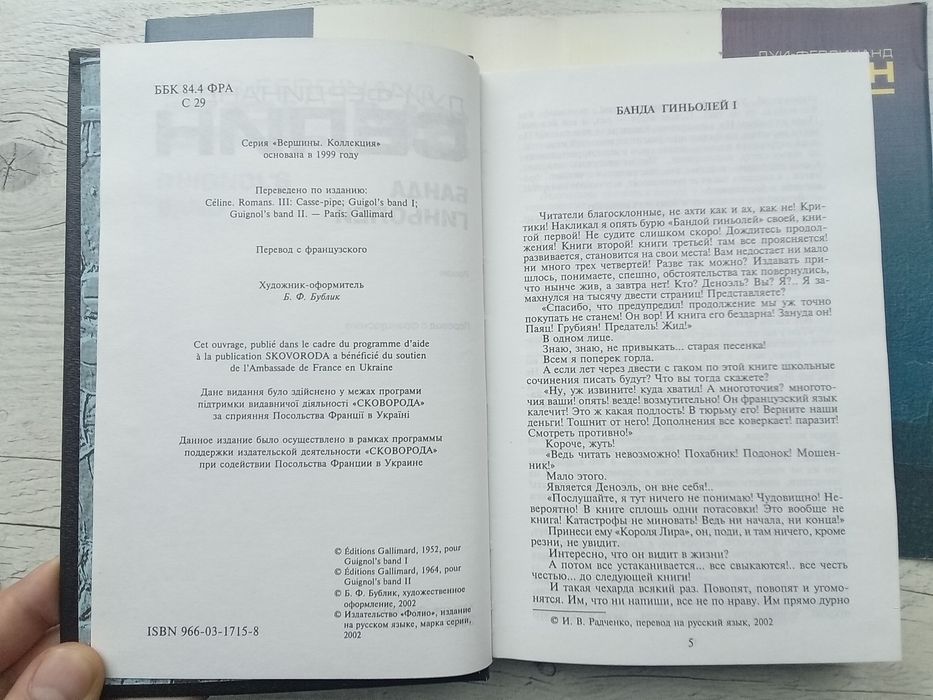 ББК 84.4 ФРА
С 29
Серия «Вершины. Коллекция»
основана в 1999 году
Переведено по изданию:
Céline. Romans. III: Casse-pipe; Guigol's band I;
Guignol's band II. — Paris: Gallimard
Перевод с французского
Художник-оформитель
Б. Ф. Бублик
Cet ouvrage, publié dans le cadre du programme d'aide
à la publication SKOVORODA a bénéficié du soutien
de l'Ambassade de France en Ukraine
Дане видання було здійснено у межах програми
підтримки видавничої діяльності «СКОВОРОДА»
за сприяння Посольства Франції в Україні
Данное издание было осуществлено в рамках программы
поддержки издательской деятельности «СКОВОРОДА»
при содействии Посольства Франции в Украине
© Éditions Gallimard, 1952, pour
Guignol's band I
© Éditions Gallimard, 1964, pour
Guignol's band II
© Б. Ф. Бублик, художественное
оформление, 2002
© Издательство «Фолио», издание
на русском языке, марка серии,
2002
ISBN 966-03-1715-8
ЛУИ-ФЕРДИНАНД
БАНДА ГИНЬОЛЕЙ I
Читатели благосклонные, не ахти как и ах, как не! Кри-
тики! Накликал я опять бурю «Бандой гиньолей» своей, кни-
гой первой! Не судите слишком скоро! Дождитесь продол-
жения! Книги второй! книги третьей! там все проясняется!
развивается, становится на свои места! Вам недостает ни мало
ни много трех четвертей! Разве так можно? Издавать при-
шлось, понимаете, спешно, обстоятельства так повернулись,
что нынче жив, а завтра нет! Кто? Деноэль? Вы? Я?.. Я за-
махнулся на тысячу двести страниц! Представляете?
«Спасибо, что предупредил! продолжение мы уж точно
покупать не станем! Он вор! И книга его бездарна! Зануда он!
Паяц! Грубиян! Предатель! Жид!»
В одном лице.
Знаю, знаю, не привыкать... старая песенка!
Всем я поперек горла.
А если лет через двести с гаком по этой книге школьные
сочинения писать будут? Что вы тогда скажете?
«Ну, уж извините! куда хватил! А многоточия? многото-
чия ваши! опять! везде! возмутительно! Он французский язык
калечит! Это ж какая подлость! В тюрьму его! Верните наши
деньги! Тошнит от него! Дополнения все коверкает! паразит!
Смотреть противно!»
Короче, жуть!
«Ведь читать невозможно! Похабник! Подонок! Мошен-
ник!»
Мало этого.
Является Деноэль, он вне себя!..
«Послушайте, я тут ничего не понимаю! Чудовищно! Не-
вероятно! В книге сплошь одни потасовки! Это вообще не
книга! Катастрофы не миновать! Ведь ни начала, ни конца!»
Принеси ему «Короля Лира», он, поди, и там ничего, кроме
резни, не увидит.
Интересно, что он видит в жизни?
А потом все устаканивается... все свыкаются!.. все честь
честью... до следующей книги!
И такая чехарда всякий раз. Повопят, повопят и угомо-
нятся. Им, что ни напиши, все не по нраву. Им прямо дурно
© И. В. Радченко, перевод на русский язык, 2002
5